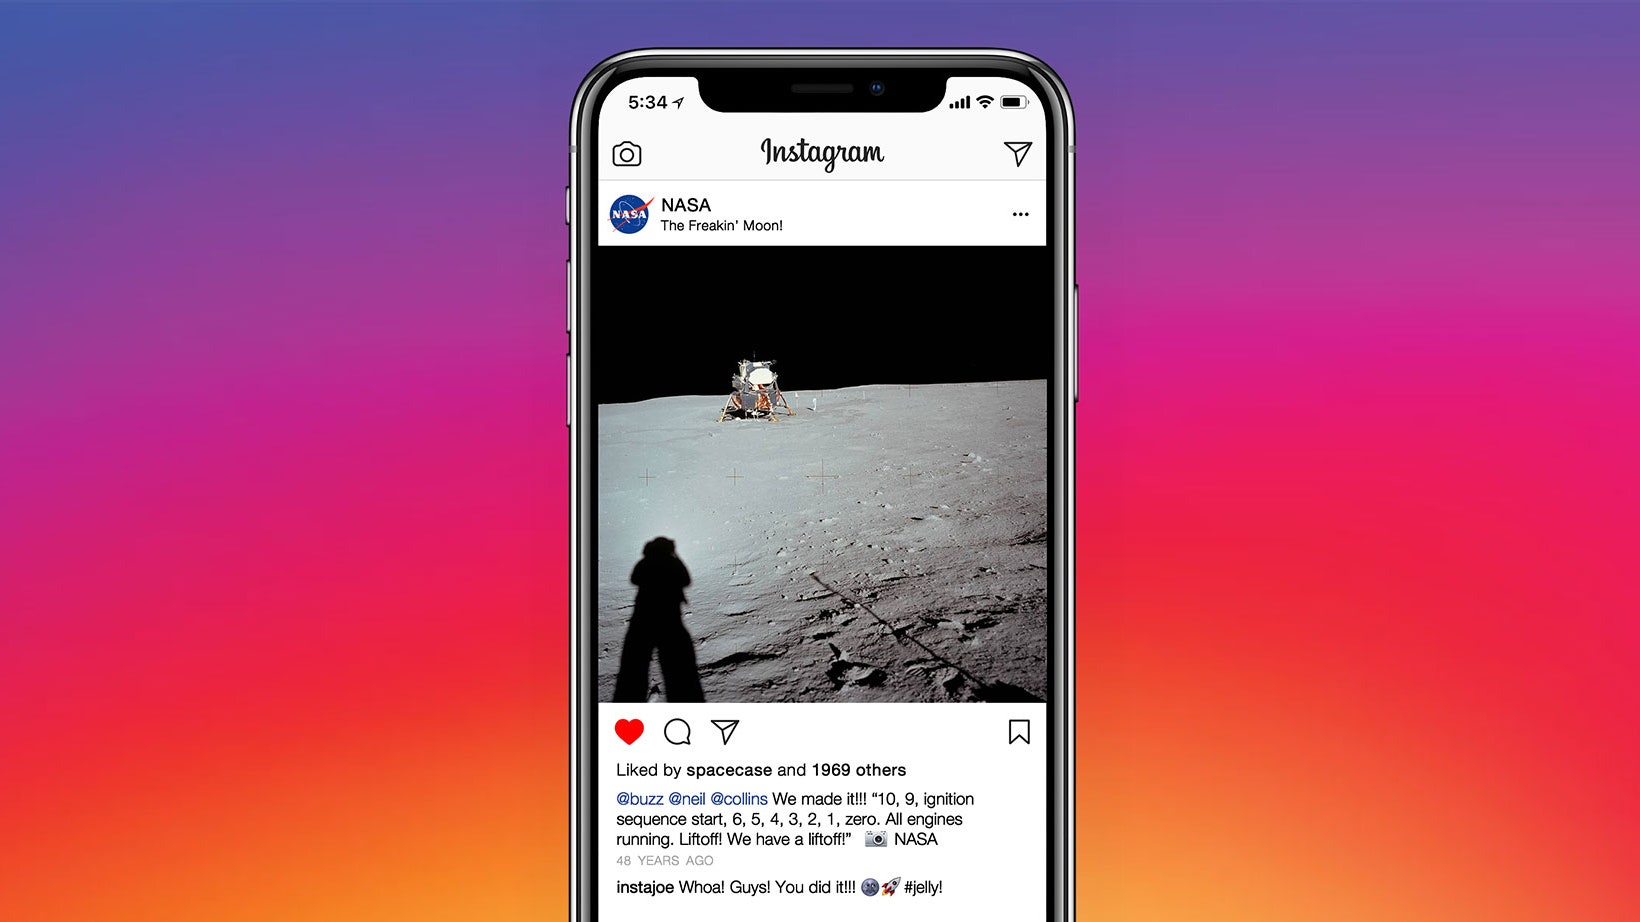 5:34
Instagram
NASA
NASA
The Freakin' Moon!
Liked by spacecase and 1969 others
@buzz @neil @collins We made it!!! “10, 9, ignition
sequence start, 6, 5, 4, 3, 2, 1, zero. All engines
running. Liftoff! We have a liftoff!” 📷 NASA
48 YEARS AGO
instajoe Whoa! Guys! You did it!!! 🌚🚀 #jelly!